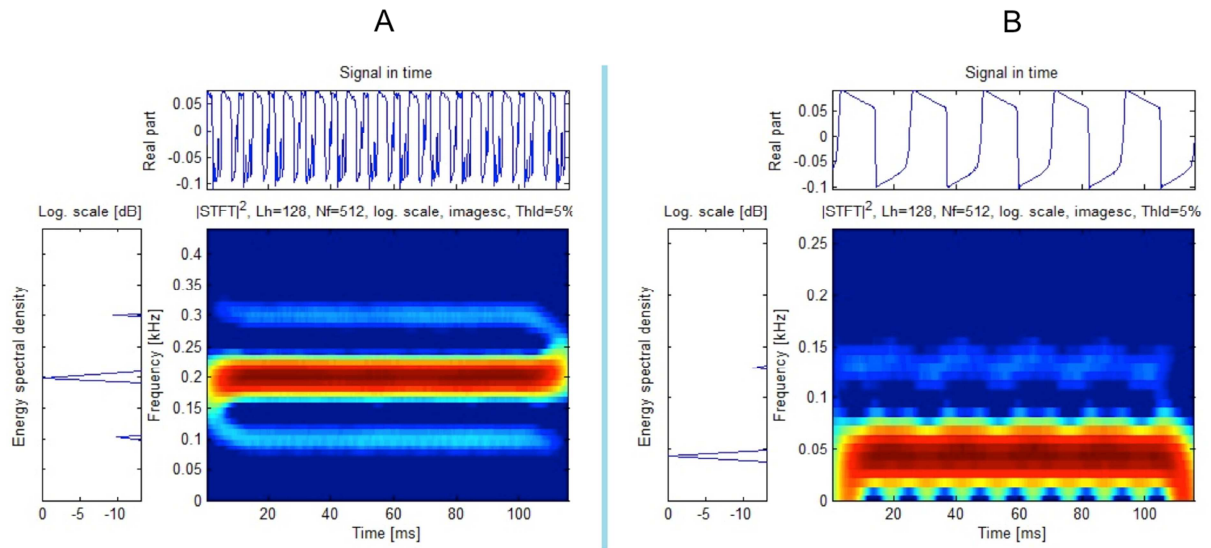 A
B
Signal in time
Real part
0.05
0
-0.05
-0.1
Log. scale [dB]
|STFT|², Lh=128, Nf=512, log. scale, imagesc, Thld=5%
Energy spectral density
Frequency [kHz]
0.4
0.35
0.3
0.25
0.2
0.15
0.1
0.05
0
0 -5 -10
20 40 60 80 100
Time [ms]
Signal in time
Real part
0.05
0
-0.05
-0.1
Log. scale [dB]
|STFT|², Lh=128, Nf=512, log. scale, imagesc, Thld=5%
Energy spectral density
Frequency [kHz]
0.25
0.2
0.15
0.1
0.05
0
0 -5 -10
20 40 60 80 100
Time [ms]